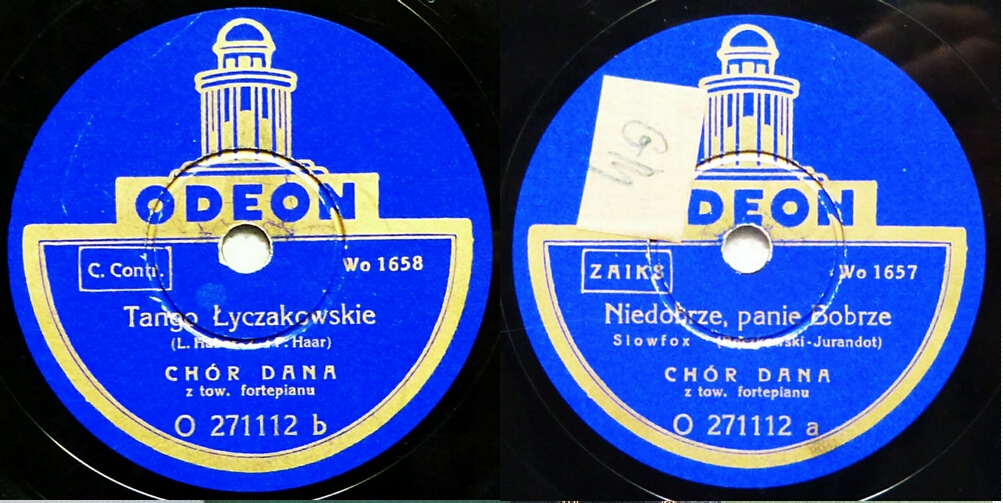 ODEON
C. Contr.
Wo 1658
Tango Łyczakowskie
(L. Haar)
CHÓR DANA
z tow. fortepianu
O 271112 b
DEON
ZAIKS
Wo 1657
Niedobrze, panie Bobrze
Slowfox -Jurandot)
CHÓR DANA
z tow. fortepianu
O 271112 a